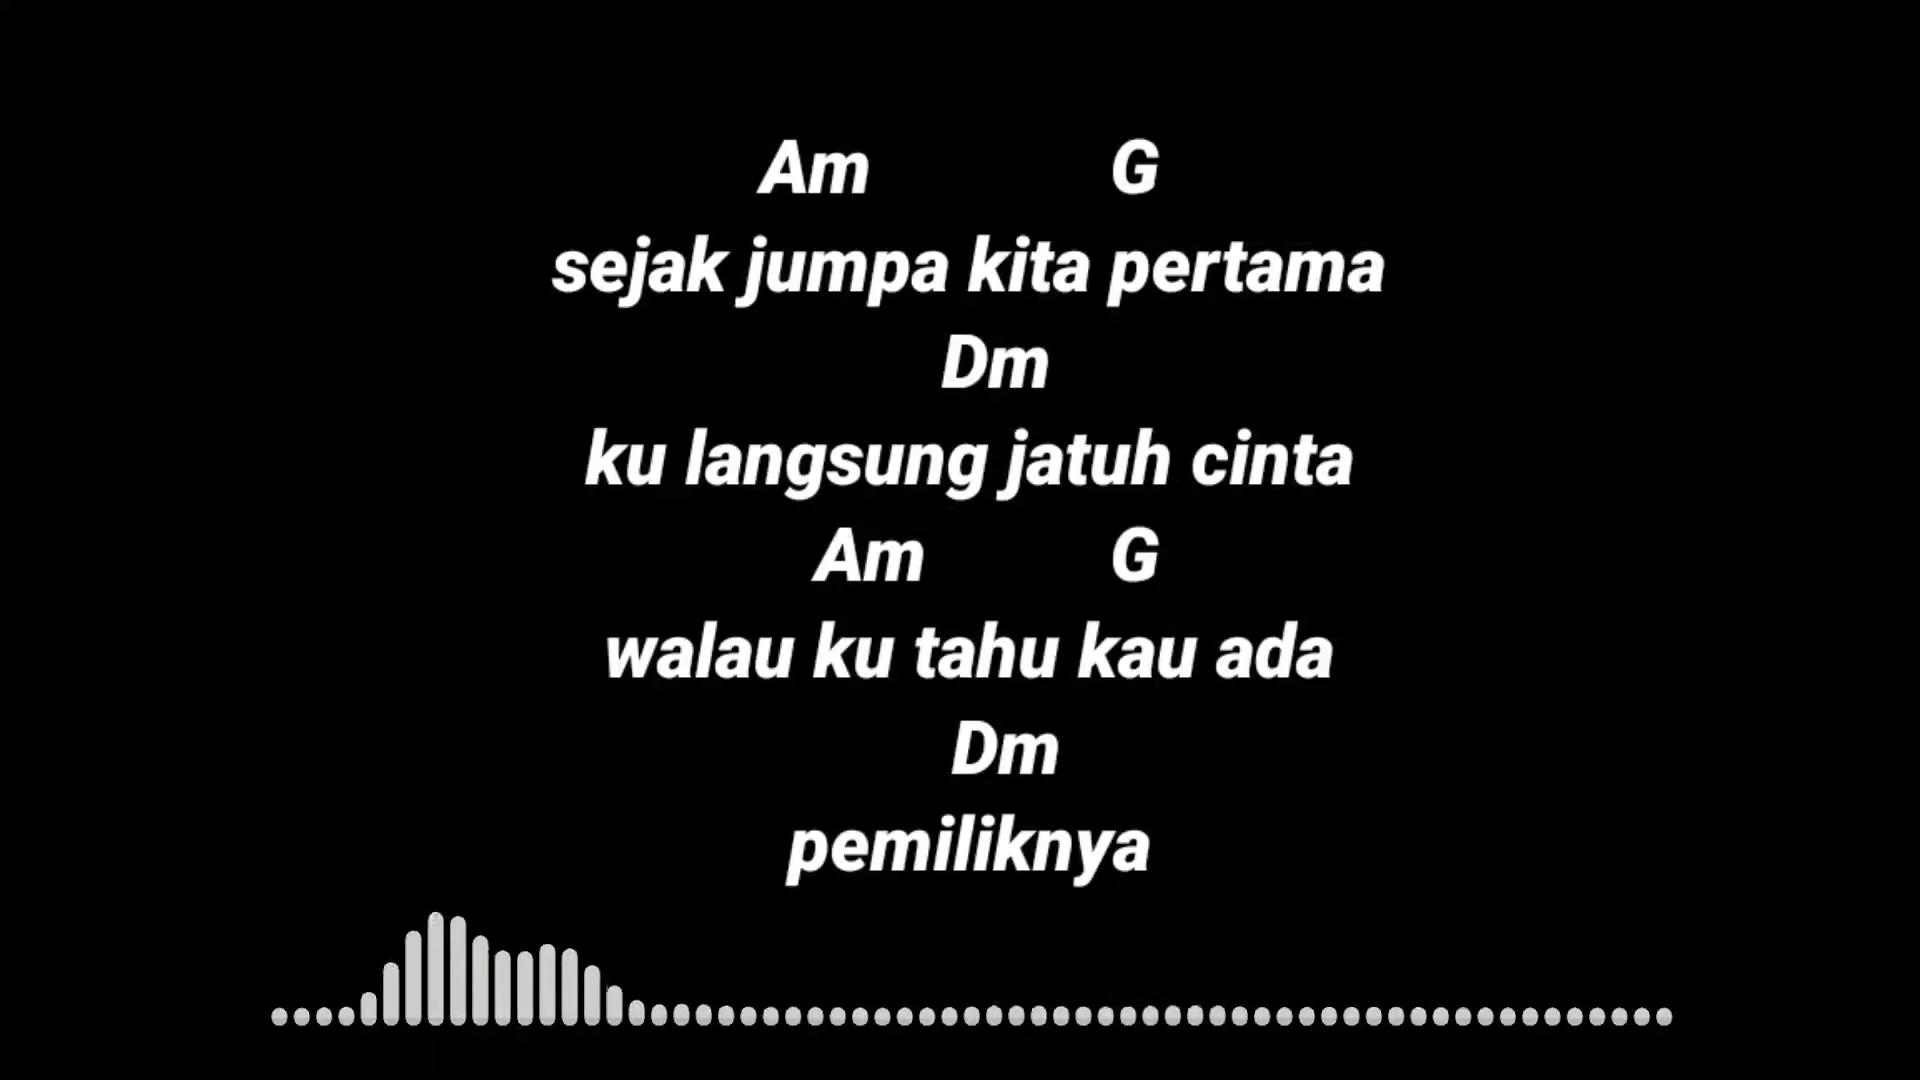 Am G
sejak jumpa kita pertama
Dm
ku langsung jatuh cinta
Am G
walau ku tahu kau ada
Dm
pemiliknya